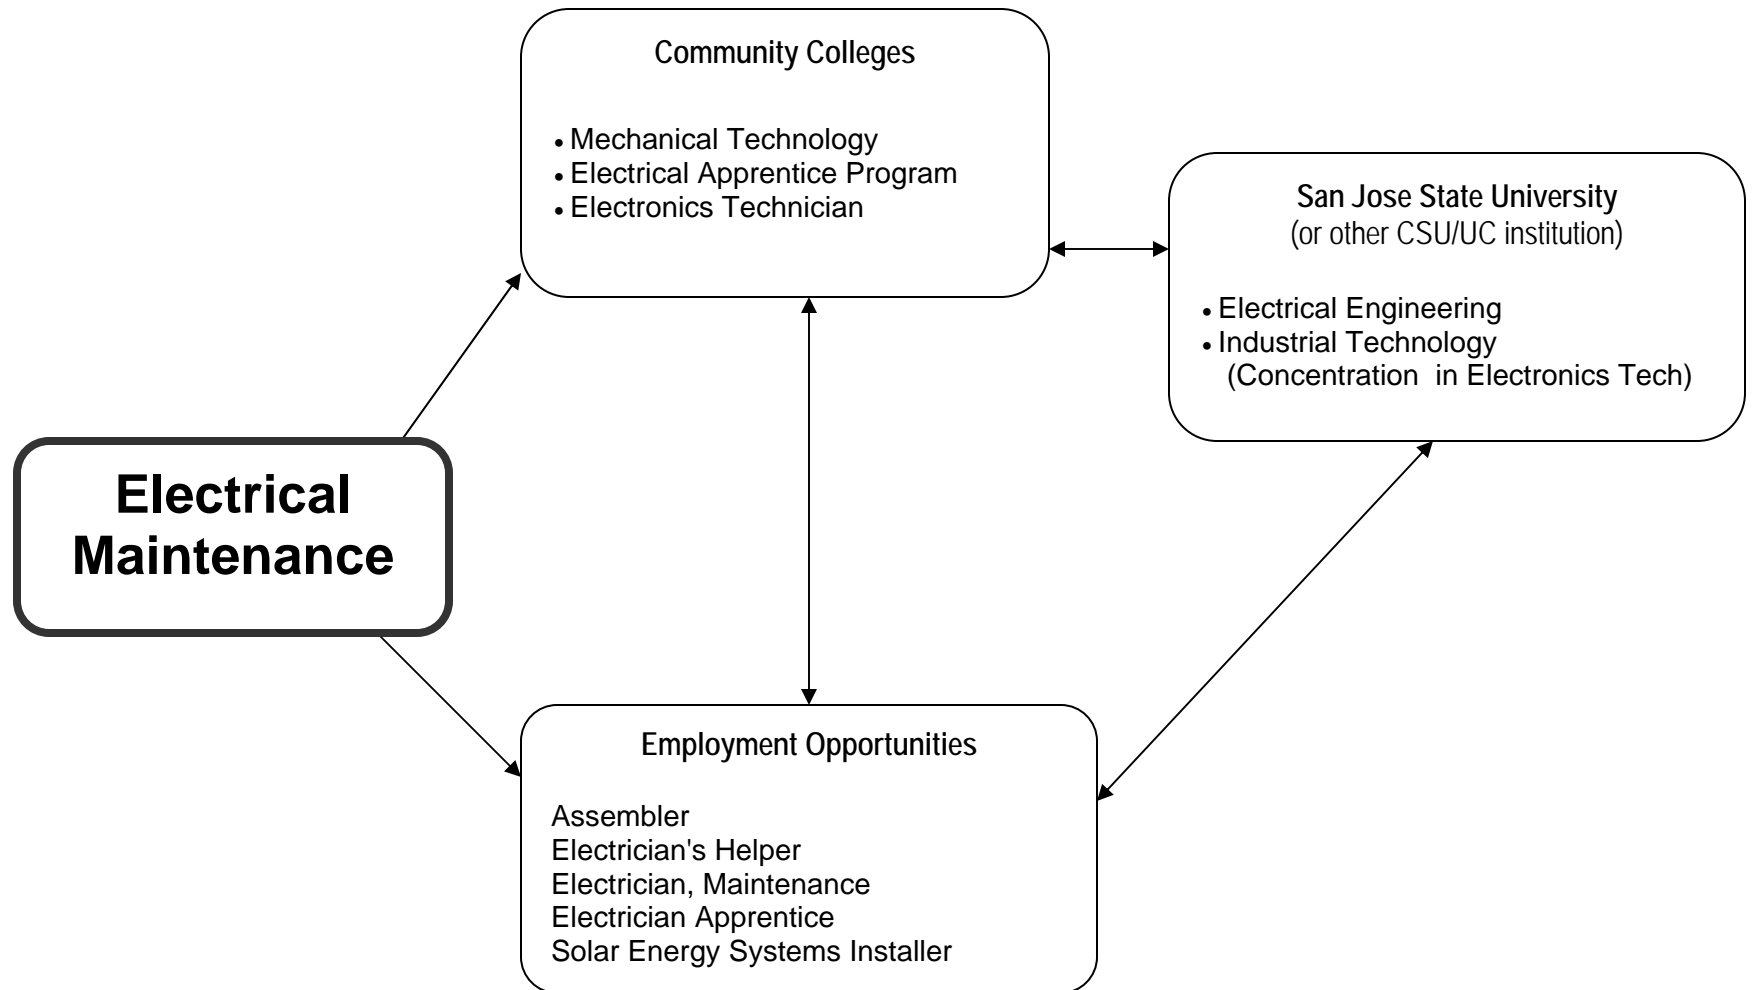 Community Colleges
• Mechanical Technology
• Electrical Apprentice Program
• Electronics Technician
San Jose State University
(or other CSU/UC institution)
• Electrical Engineering
• Industrial Technology
(Concentration in Electronics Tech)
Electrical
Maintenance
Employment Opportunities
Assembler
Electrician's Helper
Electrician, Maintenance
Electrician Apprentice
Solar Energy Systems Installer